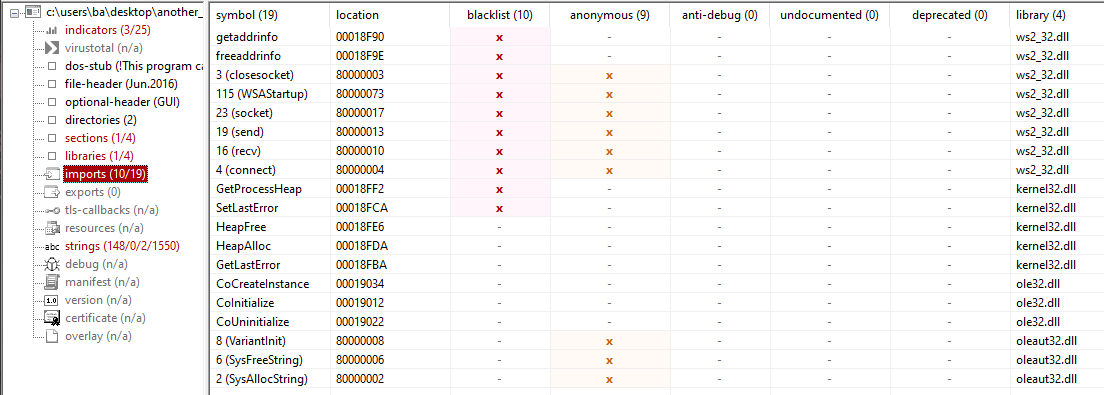 c:\users\ba\desktop\another_
indicators (3/25)
virustotal (n/a)
dos-stub (!This program ca
file-header (Jun.2016)
optional-header (GUI)
directories (2)
sections (1/4)
libraries (1/4)
imports (10/19)
exports (0)
tls-callbacks (n/a)
resources (n/a)
abc strings (148/0/2/1550)
debug (n/a)
manifest (n/a)
1.0 version (n/a)
certificate (n/a)
overlay (n/a)
symbol (19) location blacklist (10) anonymous (9) anti-debug (0) undocumented (0) deprecated (0) library (4)
getaddrinfo 00018F90 x - - - - ws2_32.dll
freeaddrinfo 00018F9E x - - - - ws2_32.dll
3 (closesocket) 80000003 x x - - - ws2_32.dll
115 (WSAStartup) 80000073 x x - - - ws2_32.dll
23 (socket) 80000017 x x - - - ws2_32.dll
19 (send) 80000013 x x - - - ws2_32.dll
16 (recv) 80000010 x x - - - ws2_32.dll
4 (connect) 80000004 x x - - - ws2_32.dll
GetProcessHeap 00018FF2 x - - - - kernel32.dll
SetLastError 00018FCA x - - - - kernel32.dll
HeapFree 00018FE6 - - - - - kernel32.dll
HeapAlloc 00018FDA - - - - - kernel32.dll
GetLastError 00018FBA - - - - - kernel32.dll
CoCreateInstance 00019034 - - - - - ole32.dll
CoInitialize 00019012 - - - - - ole32.dll
CoUninitialize 00019022 - - - - - ole32.dll
8 (VariantInit) 80000008 - x - - - oleaut32.dll
6 (SysFreeString) 80000006 - x - - - oleaut32.dll
2 (SysAllocString) 80000002 - x - - - oleaut32.dll